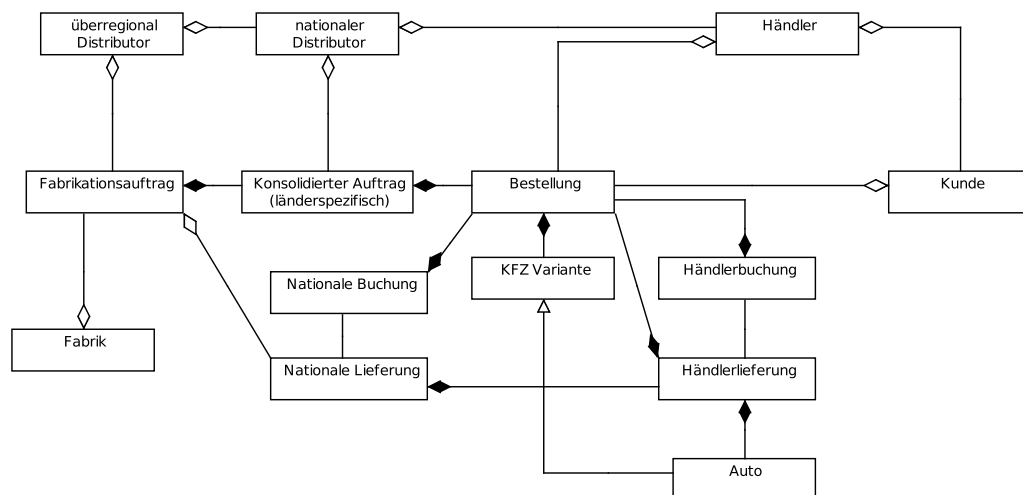 überregional
Distributor
nationaler
Distributor
Händler
Fabrikationsauftrag
Konsolidierter Auftrag
(länderspezifisch)
Bestellung
Kunde
Nationale Buchung
KFZ Variante
Händlerbuchung
Fabrik
Nationale Lieferung
Händlerlieferung
Auto